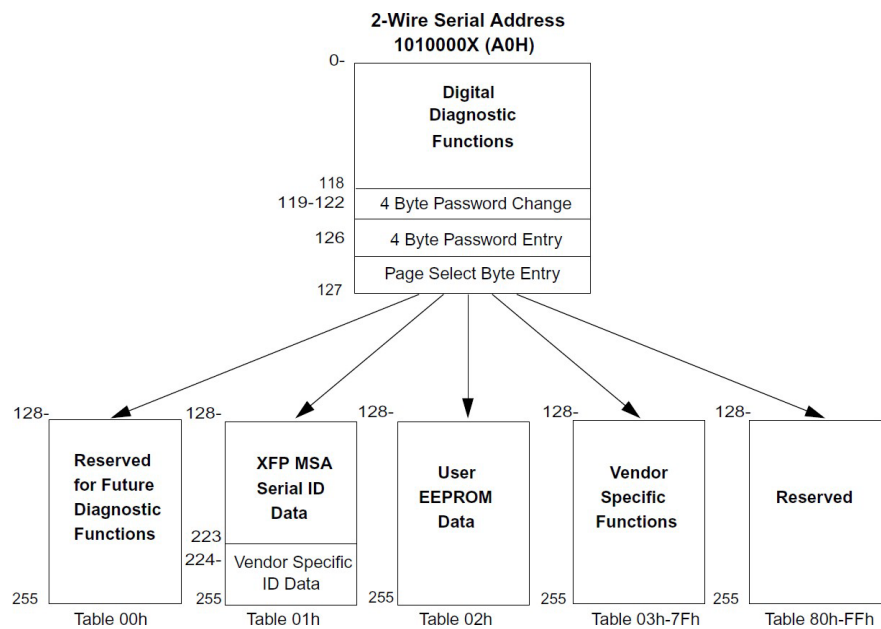 2-Wire Serial Address
1010000X (A0H)
0-
Digital
Diagnostic
Functions
118
119-122
4 Byte Password Change
126
4 Byte Password Entry
Page Select Byte Entry
127
128-
Reserved
for Future
Diagnostic
Functions
255
Table 00h
128-
XFP MSA
Serial ID
Data
223
224-
Vendor Specific
ID Data
255
Table 01h
128-
User
EEPROM
Data
255
Table 02h
128-
Vendor
Specific
Functions
255
Table 03h-7Fh
128-
Reserved
255
Table 80h-FFh